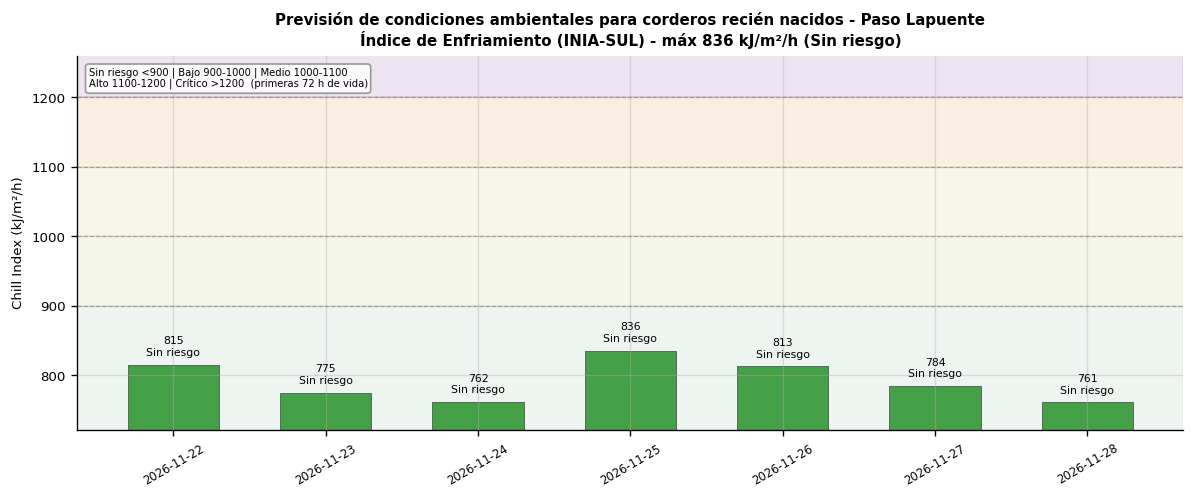 Previsión de condiciones ambientales para corderos recién nacidos - Paso Lapuente
Índice de Enfriamiento (INIA-SUL) - máx 836 kJ/m²/h (Sin riesgo)
Sin riesgo <900 | Bajo 900-1000 | Medio 1000-1100
Alto 1100-1200 | Crítico >1200  (primeras 72 h de vida)
Chill Index (kJ/m²/h)
1200
1100
1000
900
800
815
Sin riesgo
775
Sin riesgo
762
Sin riesgo
836
Sin riesgo
813
Sin riesgo
784
Sin riesgo
761
Sin riesgo
2026-11-22
2026-11-23
2026-11-24
2026-11-25
2026-11-26
2026-11-27
2026-11-28